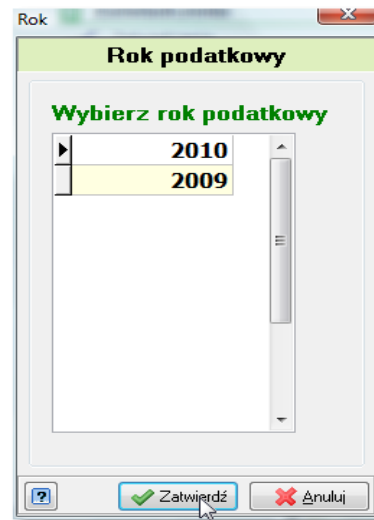 Rok
Rok podatkowy
Wybierz rok podatkowy
2010
2009
? Zatwierdź Anuluj